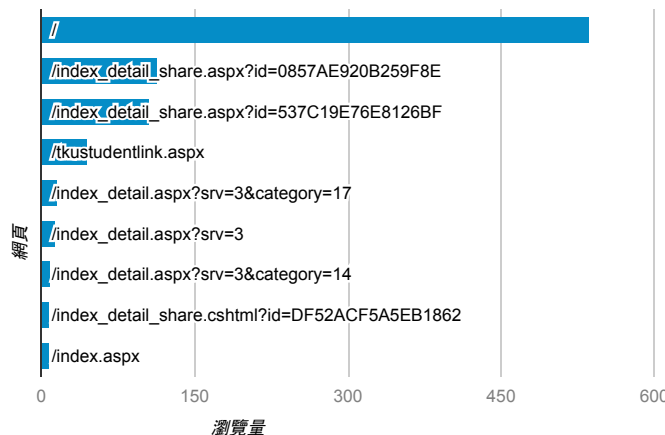 /
/index_detail_share.aspx?id=0857AE920B259F8E
/index_detail_share.aspx?id=537C19E76E8126BF
/tkustudentlink.aspx
/index_detail.aspx?srv=3&category=17
/index_detail.aspx?srv=3
/index_detail.aspx?srv=3&category=14
/index_detail_share.cshtml?id=DF52ACF5A5EB1862
/index.aspx
網頁
0 150 300 450 600
瀏覽量